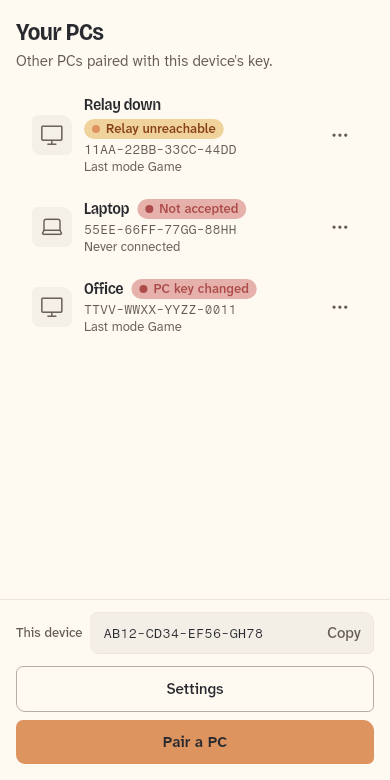 Your PCs
Other PCs paired with this device's key.
Relay down
Relay unreachable
11AA-22BB-33CC-44DD
Last mode Game
Laptop Not accepted
55EE-66FF-77GG-88HH
Never connected
Office PC key changed
TTVV-WWXX-YYZZ-0011
Last mode Game
This device AB12-CD34-EF56-GH78 Copy
Settings
Pair a PC